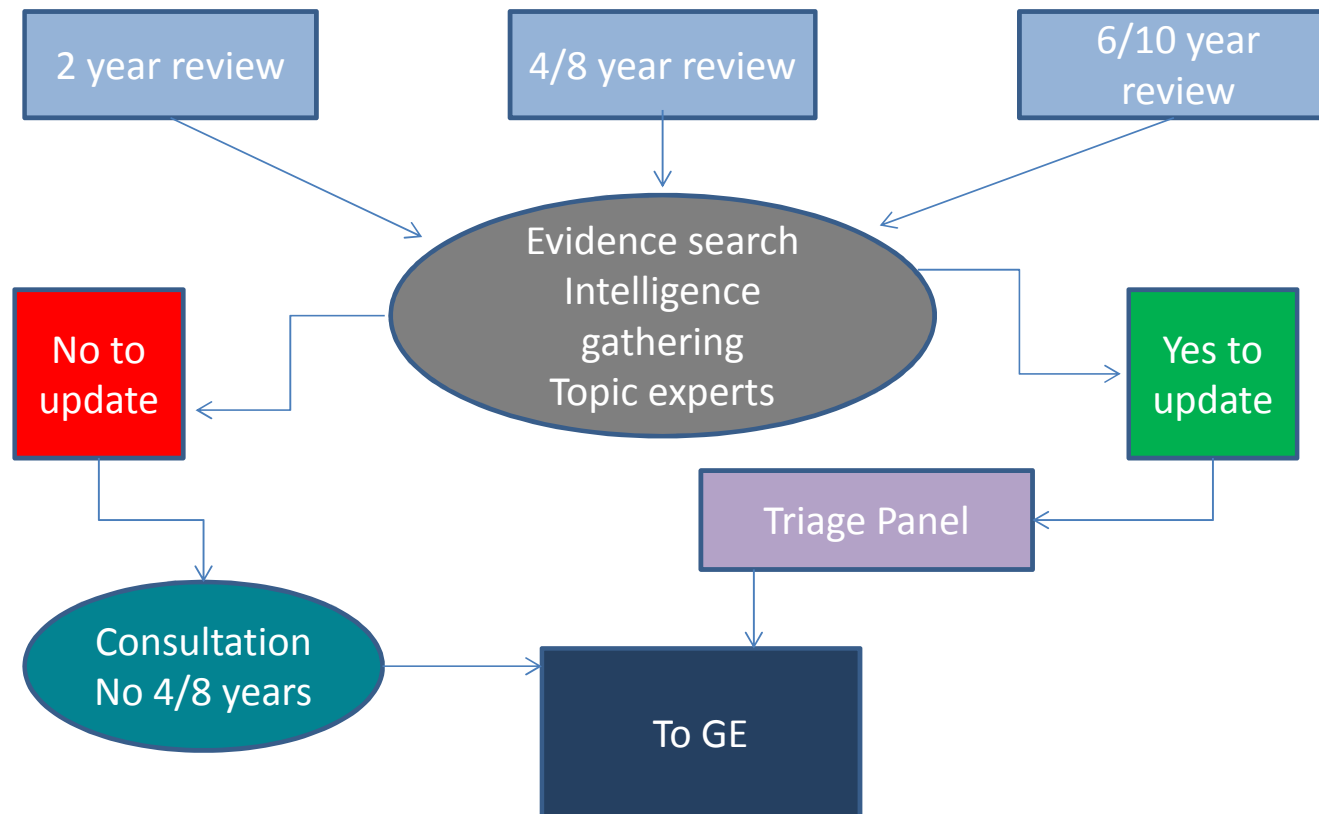 2 year review
4/8 year review
6/10 year
review
Evidence search
Intelligence
gathering
Topic experts
No to
update
Yes to
update
Triage Panel
Consultation
No 4/8 years
To GE